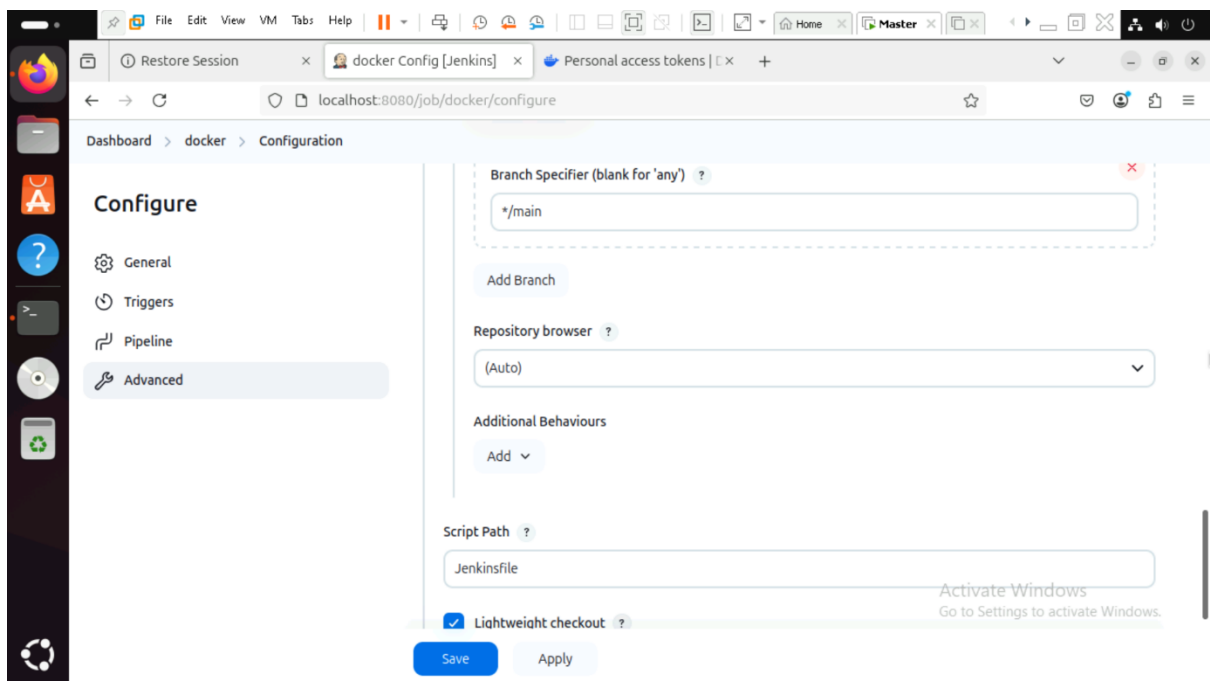 File Edit View VM Tabs Help Home Master
Restore Session docker Config [Jenkins] Personal access tokens |
localhost:8080/job/docker/configure
Dashboard > docker > Configuration
Configure
General
Triggers
Pipeline
Advanced
Branch Specifier (blank for 'any') ?
*/main
Add Branch
Repository browser ?
(Auto)
Additional Behaviours
Add
Script Path ?
Jenkinsfile
Lightweight checkout ?
Save Apply
Activate Windows
Go to Settings to activate Windows.